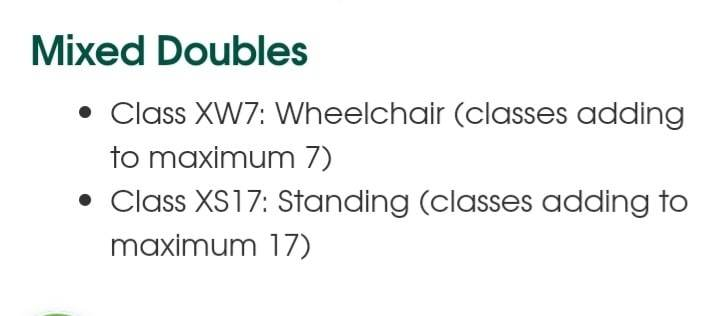 Mixed Doubles
• Class XW7: Wheelchair (classes adding
to maximum 7)
• Class XS17: Standing (classes adding to
maximum 17)